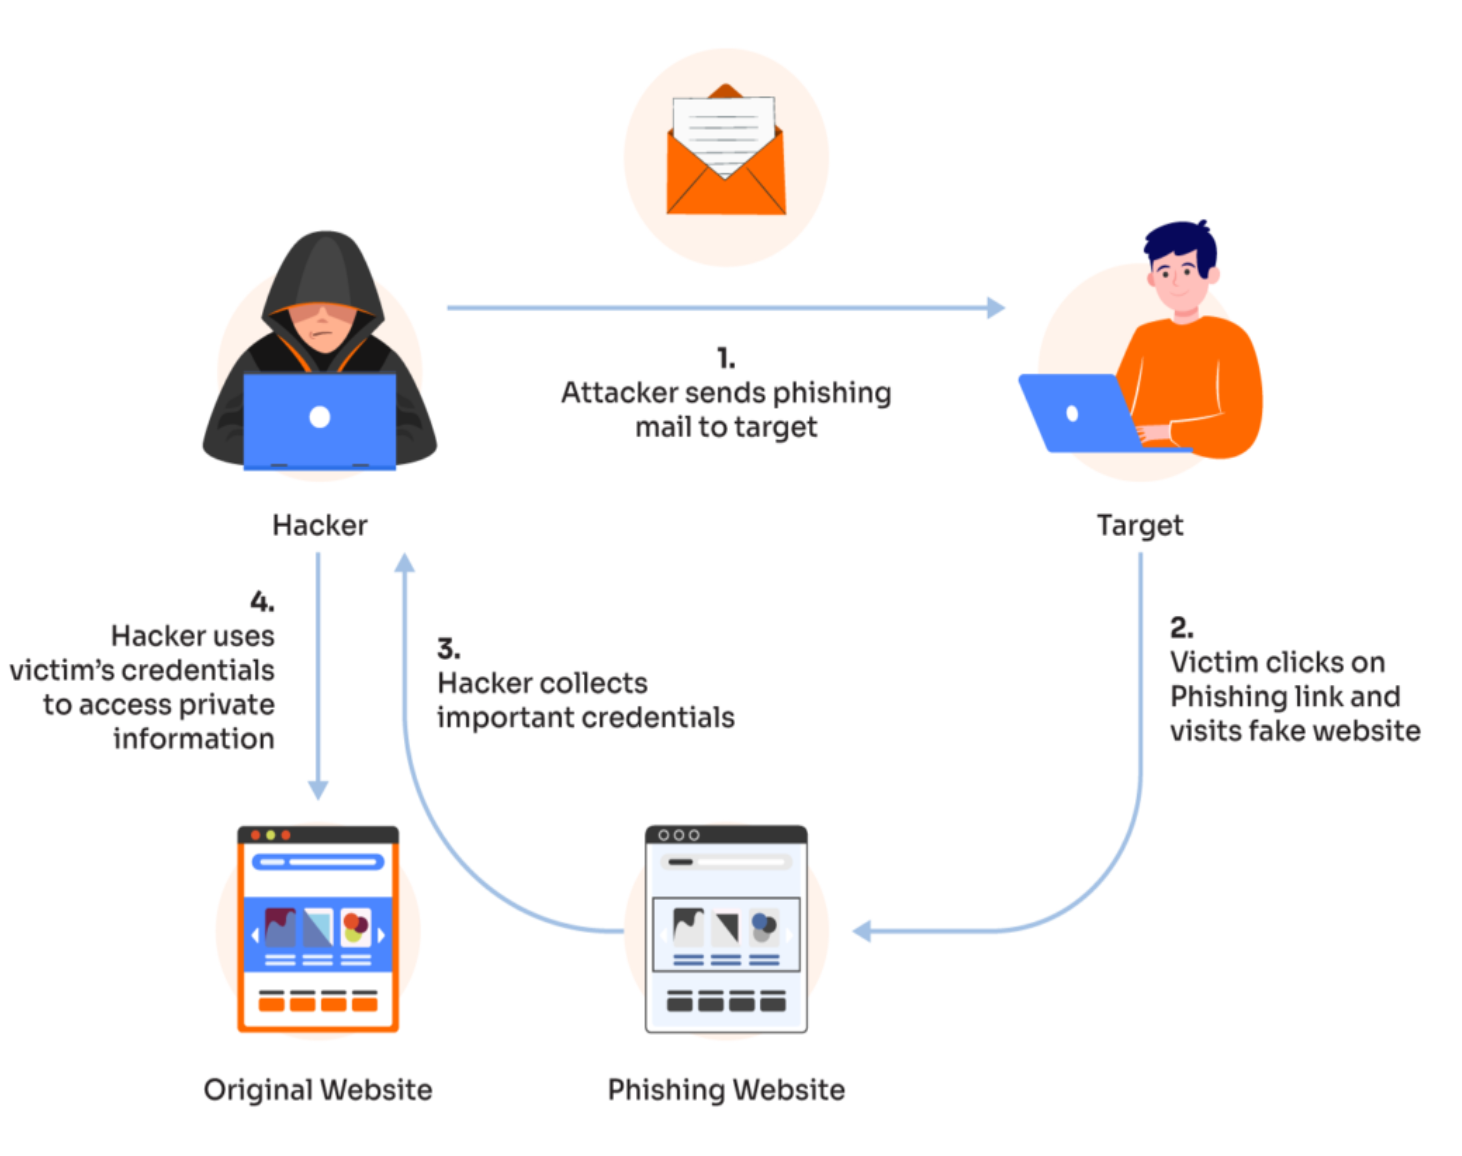 1.
Attacker sends phishing
mail to target
Hacker
Target
4.
Hacker uses
victim's credentials
to access private
information
3.
Hacker collects
important credentials
2.
Victim clicks on
Phishing link and
visits fake website
Original Website
Phishing Website